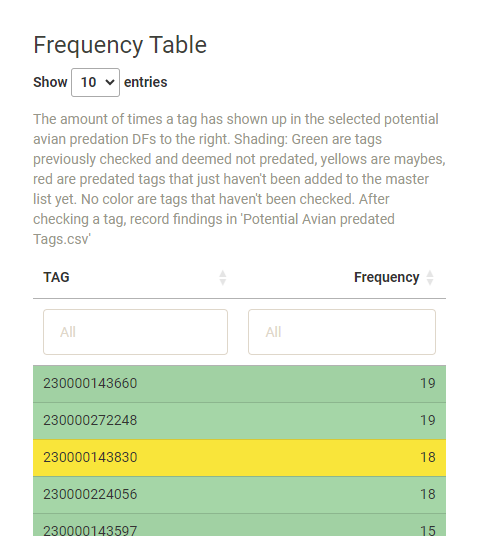 Frequency Table
Show 10 entries
The amount of times a tag has shown up in the selected potential
avian predation DFs to the right. Shading: Green are tags
previously checked and deemed not predated, yellows are maybes,
red are predated tags that just haven't been added to the master
list yet. No color are tags that haven't been checked. After
checking a tag, record findings in 'Potential Avian predated
Tags.csv'
TAG Frequency
All All
230000143660 19
230000272248 19
230000143830 18
230000224056 18
230000143597 15